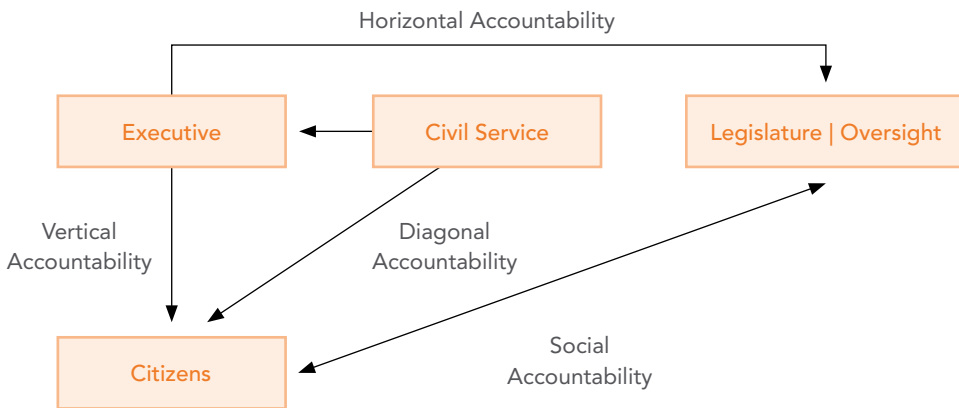 Horizontal Accountability
Executive
Civil Service
Legislature | Oversight
Vertical
Accountability
Diagonal
Accountability
Social
Accountability
Citizens